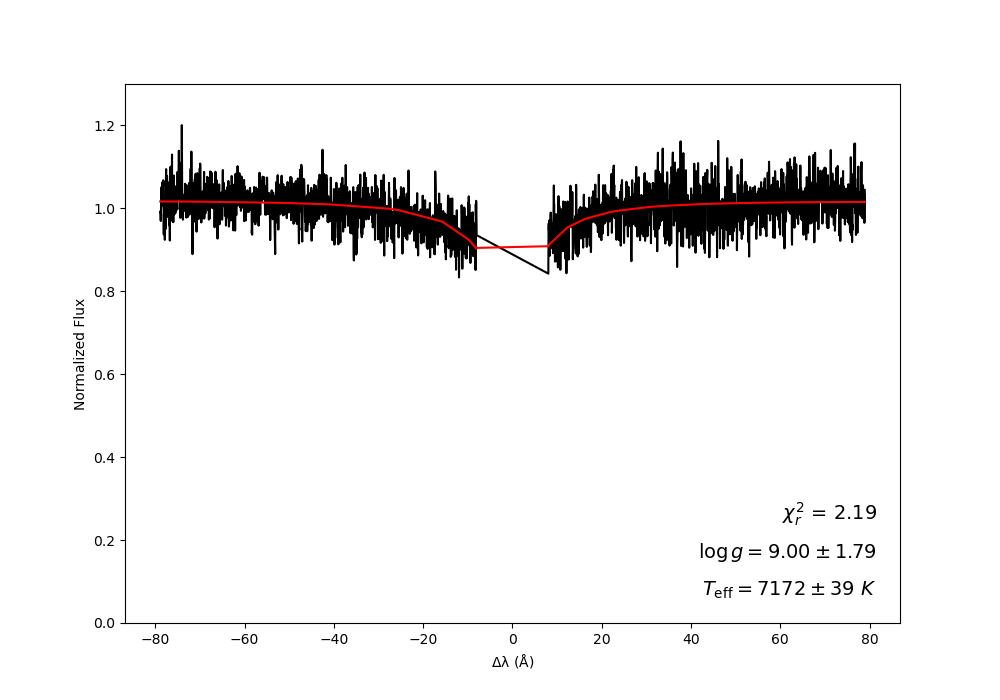 1.2
1.0
0.8
0.6
0.4
0.2
0.0
Normalized Flux
χ²ᵣ = 2.19
log g = 9.00 ± 1.79
T_eff = 7172 ± 39 K
−80 −60 −40 −20 0 20 40 60 80
Δλ (Å)